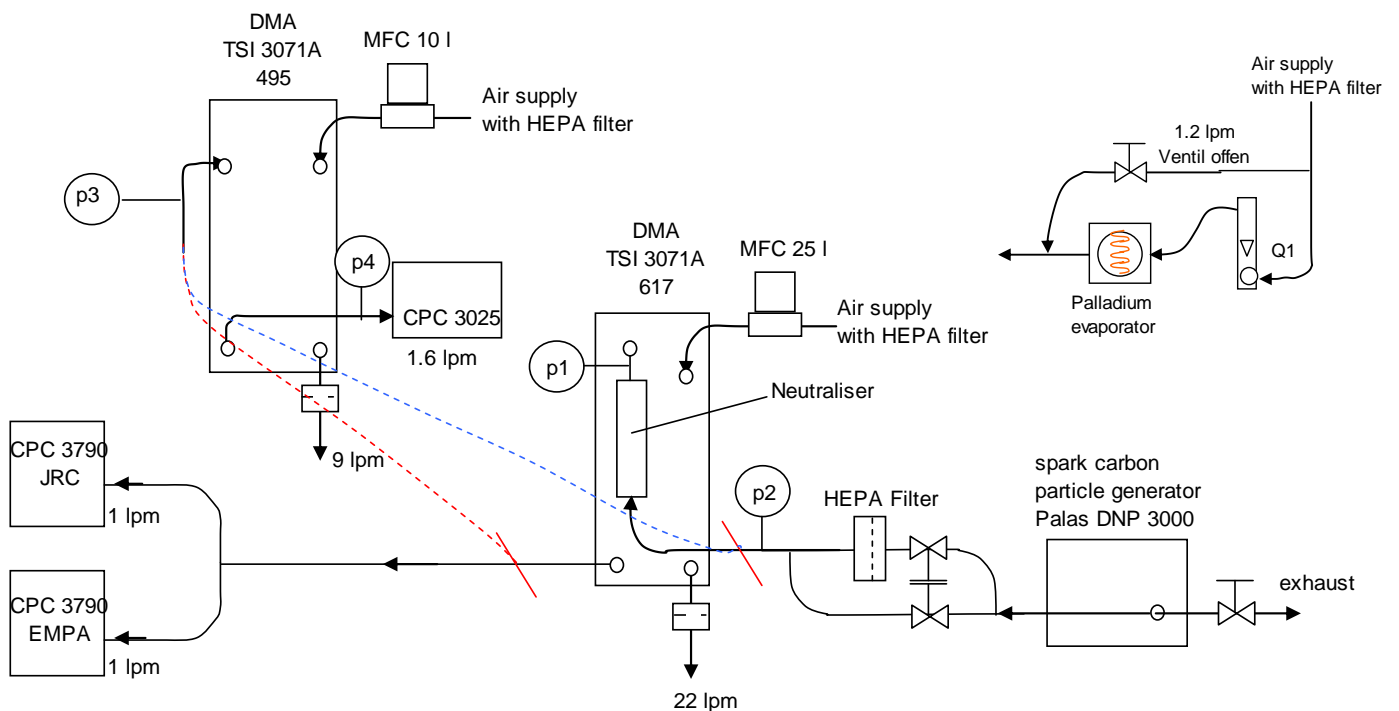 DMA
TSI 3071A
495
MFC 10 l
Air supply
with HEPA filter
p3
p4
CPC 3025
1.6 lpm
9 lpm
DMA
TSI 3071A
617
MFC 25 l
Air supply
with HEPA filter
p1
Neutraliser
Air supply
with HEPA filter
1.2 lpm
Ventil offen
Q1
Palladium
evaporator
CPC 3790
JRC
1 lpm
CPC 3790
EMPA
1 lpm
p2
HEPA Filter
spark carbon
particle generator
Palas DNP 3000
exhaust
22 lpm